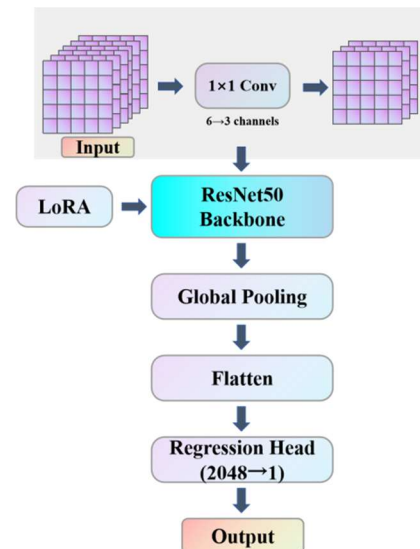 1×1 Conv
6→3 channels
Input
LoRA
ResNet50
Backbone
Global Pooling
Flatten
Regression Head
(2048→1)
Output